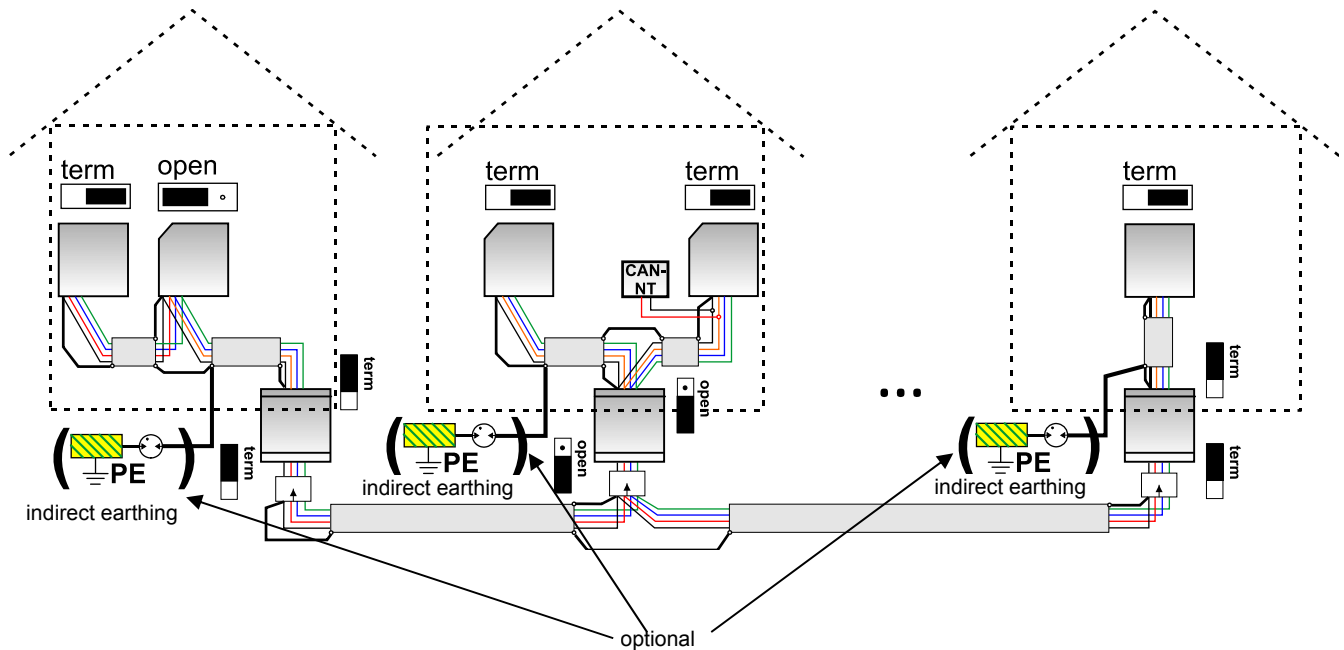 term
open
term
term
term
CAN-
NT
term
open
term
...
PE
indirect earthing
term
PE
indirect earthing
open
PE
indirect earthing
term
optional